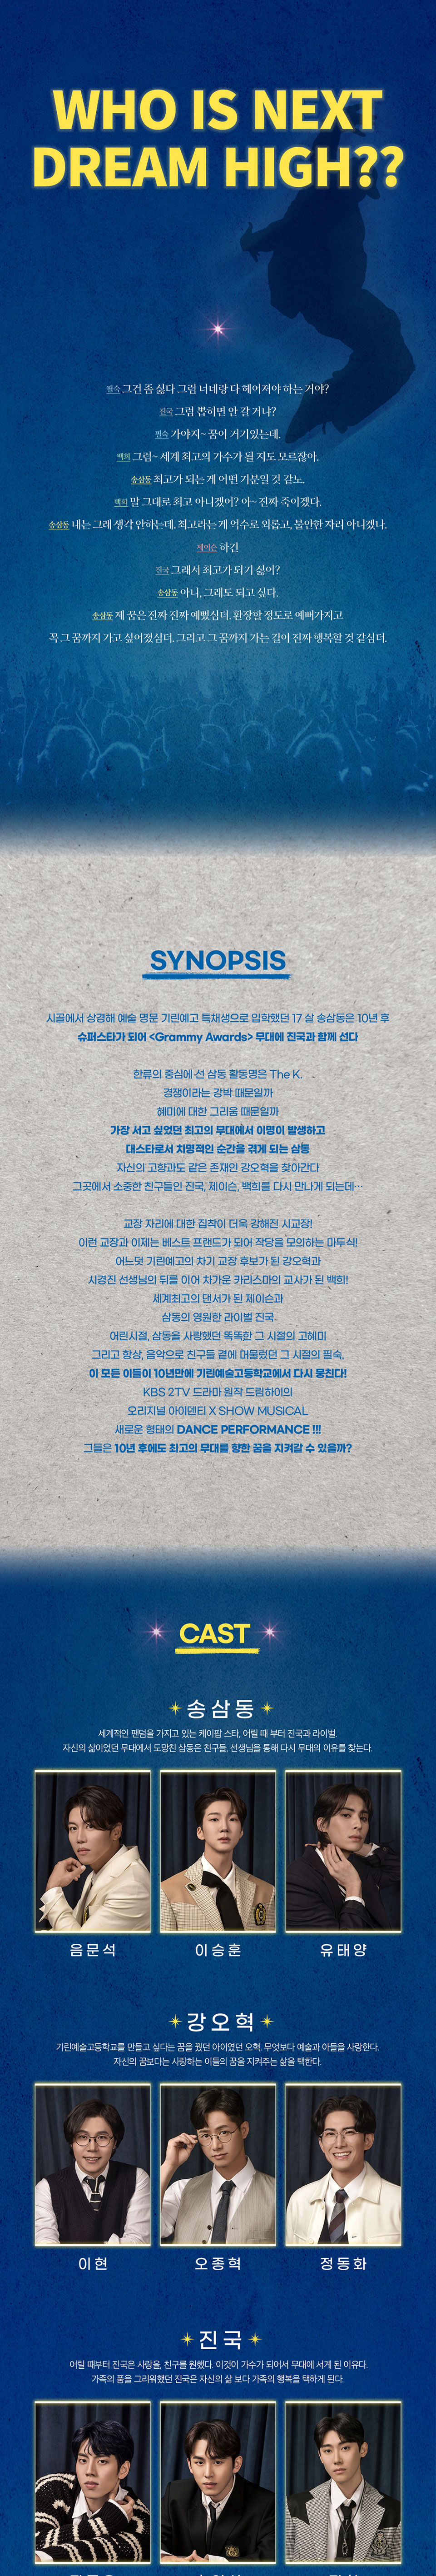 WHO IS NEXT
DREAM HIGH??
필숙 그건 좀 싫다 그럼 너네랑 다 헤어져야 하는 거야?
진국 그럼 뽑히면 안 갈 거냐?
필숙 가야지~ 꿈이 거기있는데.
백희 그럼~ 세계 최고의 가수가 될 지도 모르잖아.
송삼동 최고가 되는 게 어떤 기분일 것 같노.
백희 말 그대로 최고 아니겠어? 아~ 진짜 죽이겠다.
송삼동 내는 그래 생각 안하는데. 최고라는 게 억수로 외롭고, 불안한 자리 아니겠나.
제이슨 하긴
진국 그래서 최고가 되기 싫어?
송삼동 아니, 그래도 되고 싶다.
송삼동 제 꿈은 진짜 진짜 예뻤심더. 환장할 정도로 예뻐가지고
꼭 그 꿈까지 가고 싶어졌심더. 그리고 그 꿈까지 가는 길이 진짜 행복할 것 같심더.
SYNOPSIS
시골에서 상경해 예술 명문 기린예고 특채생으로 입학했던 17 살 송삼동은 10년 후
슈퍼스타가 되어 <Grammy Awards> 무대에 진국과 함께 선다
한류의 중심에 선 삼동 활동명은 The K.
경쟁이라는 강박 때문일까
혜미에 대한 그리움 때문일까
가장 서고 싶었던 최고의 무대에서 이명이 발생하고
대스타로서 치명적인 순간을 겪게 되는 삼동
자신의 고향과도 같은 존재인 강오혁을 찾아간다
그곳에서 소중한 친구들인 진국, 제이슨, 백희를 다시 만나게 되는데…
교장 자리에 대한 집착이 더욱 강해진 시교장!
이런 교장과 이제는 베스트 프랜드가 되어 작당을 모의하는 마두식!
어느덧 기린예고의 차기 교장 후보가 된 강오혁과
시경진 선생님의 뒤를 이어 차가운 카리스마의 교사가 된 백희!
세계최고의 댄서가 된 제이슨과
삼동의 영원한 라이벌 진국.
어린시절, 삼동을 사랑했던 똑똑한 그 시절의 고혜미
그리고 항상, 음악으로 친구들 곁에 머물렀던 그 시절의 필숙,
이 모든 이들이 10년만에 기린예술고등학교에서 다시 뭉친다!
KBS 2TV 드라마 원작 드림하이의
오리지널 아이덴티 X SHOW MUSICAL
새로운 형태의 DANCE PERFORMANCE !!!
그들은 10년 후에도 최고의 무대를 향한 꿈을 지켜갈 수 있을까?
CAST
송삼동
세계적인 팬덤을 가지고 있는 케이팝 스타, 어릴 때 부터 진국과 라이벌.
자신의 삶이었던 무대에서 도망친 삼동은 친구들, 선생님을 통해 다시 무대의 이유를 찾는다.
음문석 이승훈 유태양
강오혁
기린예술고등학교를 만들고 싶다는 꿈을 꿨던 아이였던 오혁. 무엇보다 예술과 아들을 사랑한다.
자신의 꿈보다는 사랑하는 이들의 꿈을 지켜주는 삶을 택한다.
이현 오종혁 정동화
진국
어릴 때부터 진국은 사랑을, 친구를 원했다. 이것이 가수가 되어서 무대에 서게 된 이유다.
가족의 품을 그리워했던 진국은 자신의 삶 보다 가족의 행복을 택하게 된다.